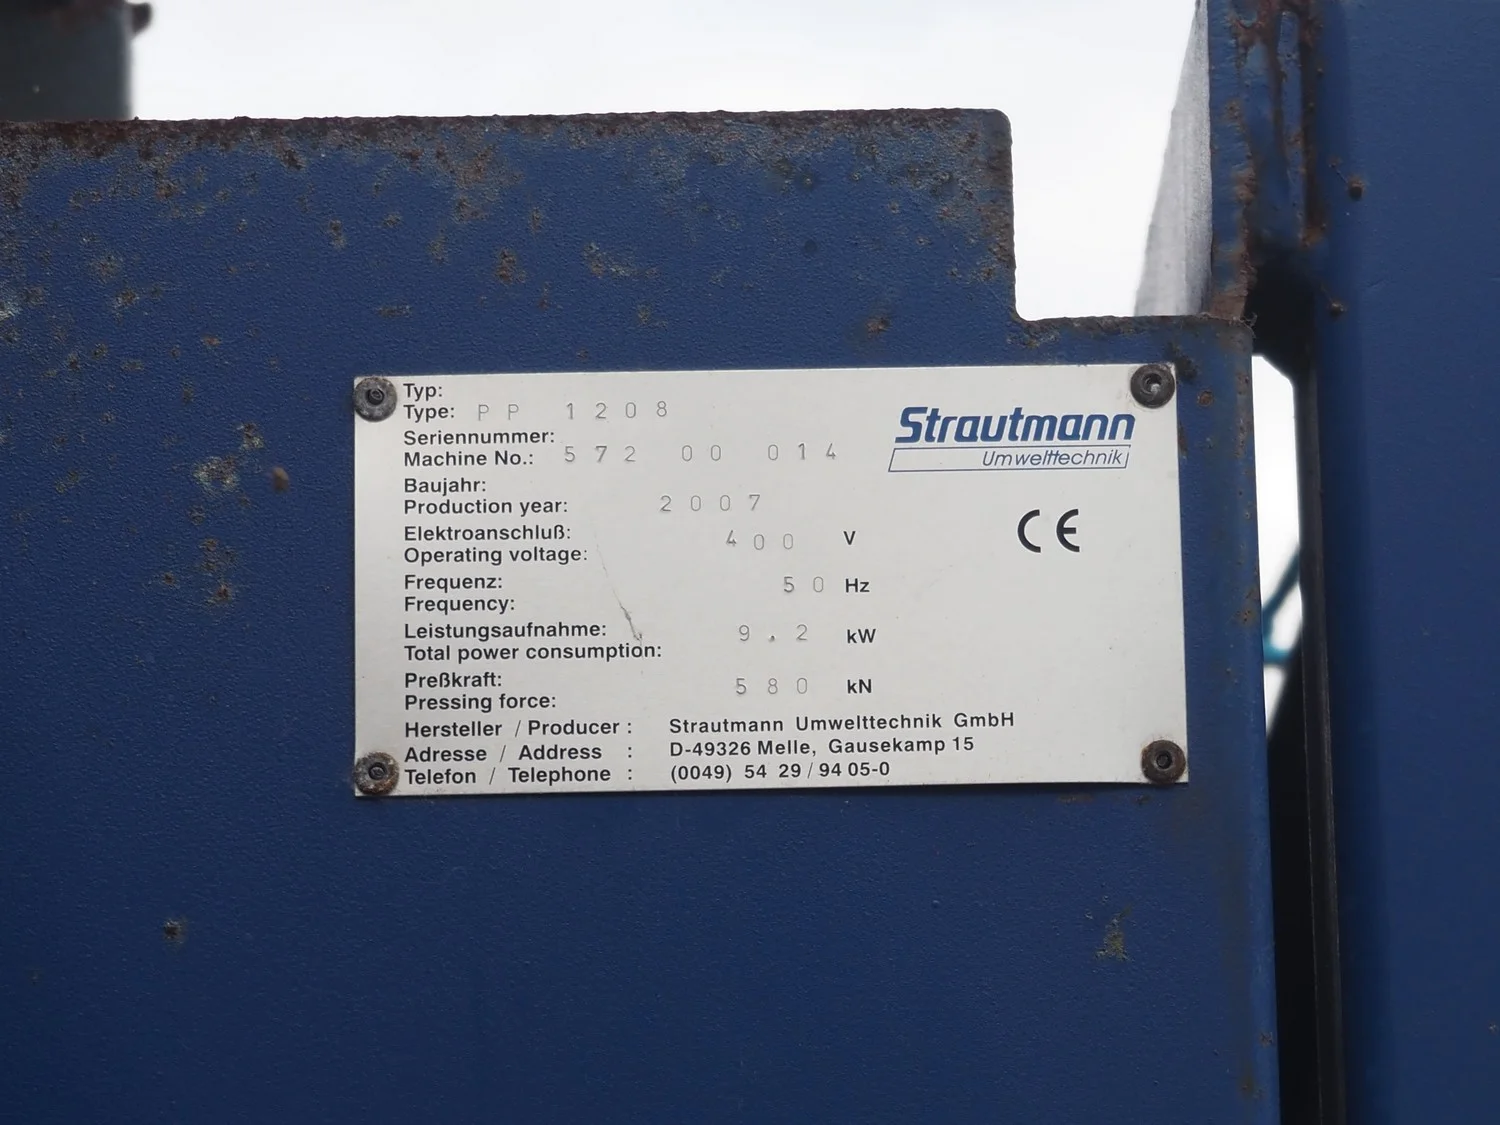 Typ:
Type: PP 1208
Seriennummer:
Machine No.: 572 00 014
Baujahr:
Production year: 2007
Elektroanschluß:
Operating voltage: 400 V
Frequenz: 50 Hz
Frequency:
Leistungsaufnahme: 9.2 kW
Total power consumption:
Preßkraft: 580 kN
Pressing force:
Hersteller / Producer : Strautmann Umwelttechnik GmbH
Adresse / Address : D-49326 Melle, Gausekamp 15
Telefon / Telephone : (0049) 54 29 / 94 05-0
Strautmann
Umwelttechnik
CE